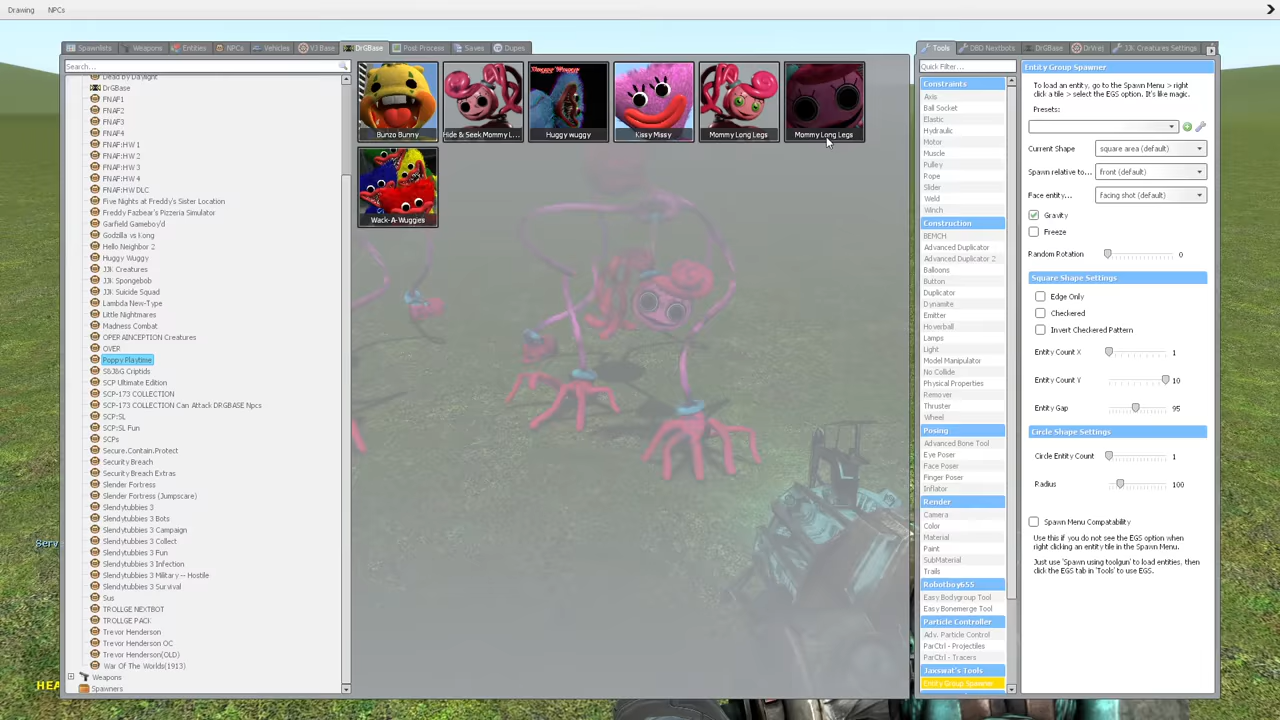 Drawing NPCs
Spawnlists Weapons Entities NPCs Vehicles VJ Base DrGBase Post Process Saves Dupes
Search...
Dead by Daylight
DrGBase
FNAF1
FNAF2
FNAF3
FNAF4
FNAF:HW 1
FNAF:HW 2
FNAF:HW 3
FNAF:HW 4
FNAF:HW DLC
Five Nights at Freddy's Sister Location
Freddy Fazbear's Pizzeria Simulator
Garfield Gameboy'd
Godzilla vs Kong
Hello Neighbor 2
Huggy Wuggy
JJK Creatures
JJK Spongebob
JJK Suicide Squad
Lambda New-Type
Little Nightmares
Madness Combat
OPERAINCEPTION Creatures
OVER
Poppy Playtime
S&J&G Criptids
SCP Ultimate Edition
SCP-173 COLLECTION
SCP-173 COLLECTION Can Attack DRGBASE Npcs
SCP:SL
SCP:SL Fun
SCPs
Secure.Contain.Protect
Security Breach
Security Breach Extras
Slender Fortress
Slender Fortress (Jumpscare)
Slendytubbies 3
Slendytubbies 3 Bots
Slendytubbies 3 Campaign
Slendytubbies 3 Collect
Slendytubbies 3 Fun
Slendytubbies 3 Infection
Slendytubbies 3 Military -- Hostile
Slendytubbies 3 Survival
Sus
TROLLGE NEXTBOT
TROLLGE PACK
Trevor Henderson
Trevor Henderson OC
Trevor Henderson(OLD)
War Of The Worlds(1913)
Weapons
Spawners
Bunzo Bunny
Hide & Seek Mommy L...
Huggy Wuggy
Huggy wuggy
Kissy Missy
Mommy Long Legs
Mommy Long Legs
Wack-A-Wuggies
Serv
HEA
Tools DBD Nextbots DrGBase DrVrej JJK Creatures Settings
Quick Filter...
Constraints
Axis
Ball Socket
Elastic
Hydraulic
Motor
Muscle
Pulley
Rope
Slider
Weld
Winch
Construction
BEMCH
Advanced Duplicator
Advanced Duplicator 2
Balloons
Button
Duplicator
Dynamite
Emitter
Hoverball
Lamps
Light
Model Manipulator
No Collide
Physical Properties
Remover
Thruster
Wheel
Posing
Advanced Bone Tool
Eye Poser
Face Poser
Finger Poser
Inflator
Render
Camera
Color
Material
Paint
SubMaterial
Trails
Robotboy655
Easy Bodygroup Tool
Easy Bonemerge Tool
Particle Controller
Adv. Particle Control
ParCtrl - Projectiles
ParCtrl - Tracers
Jaxswat's Tools
Entity Group Spawner
Entity Group Spawner
To load an entity, go to the Spawn Menu > right
click a tile > select the EGS option. It's like magic.
Presets:
Current Shape square area (default)
Spawn relative to... front (default)
Face entity... facing shot (default)
Gravity
Freeze
Random Rotation 0
Square Shape Settings
Edge Only
Checkered
Invert Checkered Pattern
Entity Count X 1
Entity Count Y 10
Entity Gap 95
Circle Shape Settings
Circle Entity Count 1
Radius 100
Spawn Menu Compatability
Use this if you do not see the EGS option when
right clicking an entity tile in the Spawn Menu.
Just use 'Spawn using toolgun' to load entities, then
click the EGS tab in 'Tools' to use EGS.